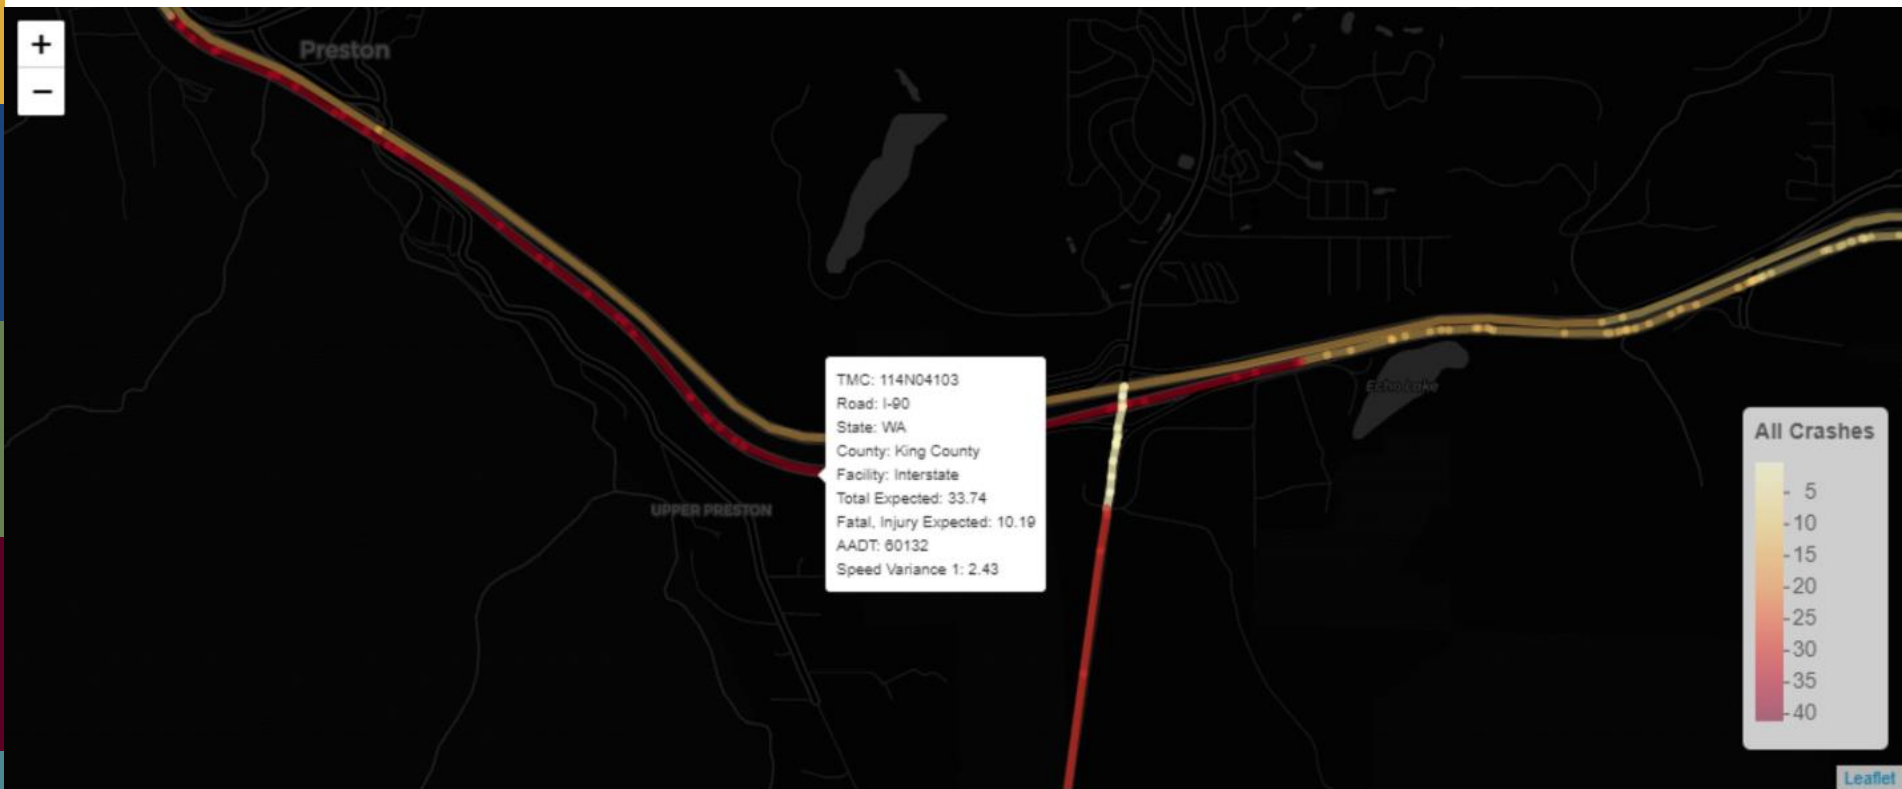 +
Preston
−
TMC: 114N04103
Road: I-90
State: WA
County: King County
Facility: Interstate
Total Expected: 33.74
Fatal, Injury Expected: 10.19
AADT: 60132
Speed Variance 1: 2.43
Echo Lake
UPPER PRESTON
All Crashes
5
10
15
20
25
30
35
40
Leaflet